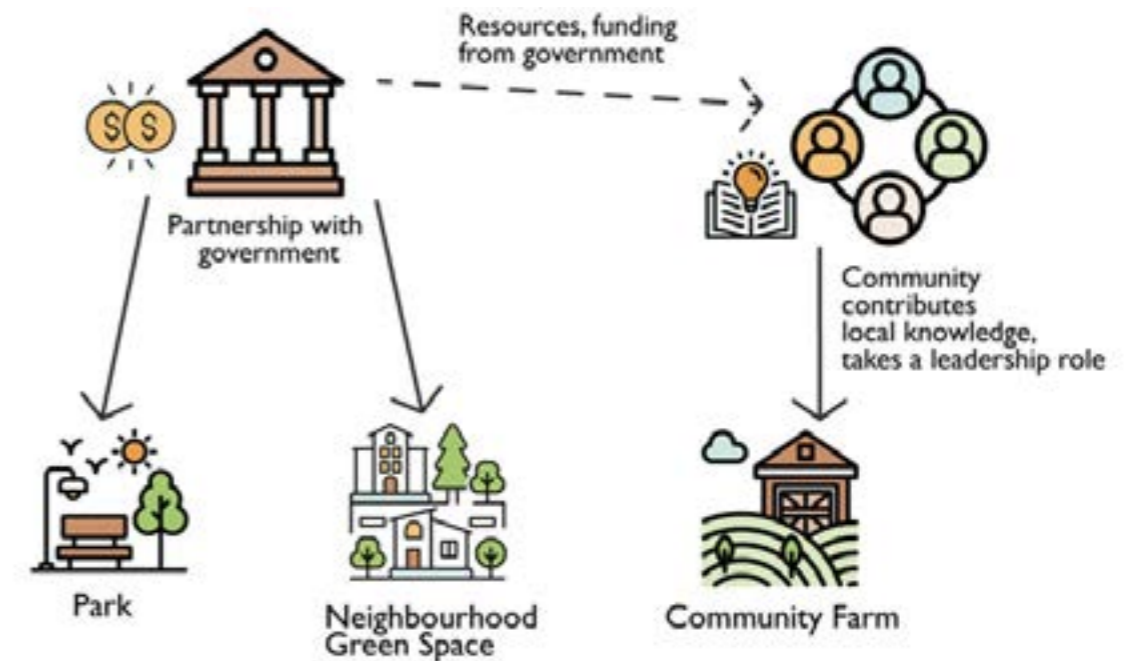 Resources, funding
from government
$ $
Partnership with
government
Community
contributes
local knowledge,
takes a leadership role
Park
Neighbourhood
Green Space
Community Farm